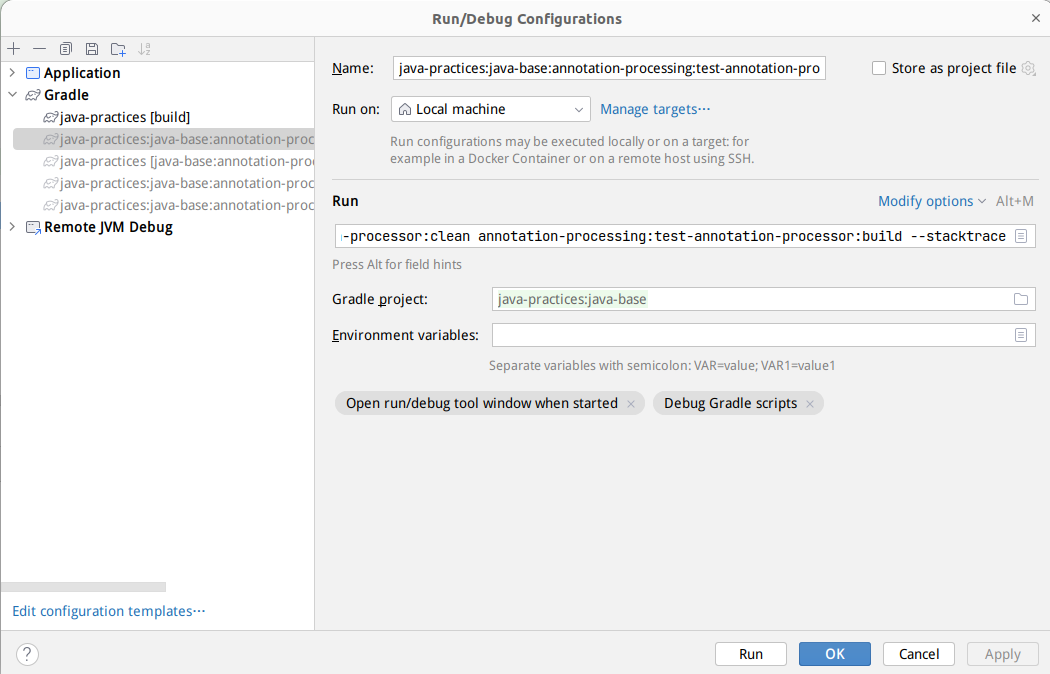 Run/Debug Configurations
Application
Gradle
java-practices [build]
java-practices:java-base:annotation-proc
java-practices [java-base:annotation-proc
java-practices:java-base:annotation-proc
java-practices:java-base:annotation-proc
Remote JVM Debug
Edit configuration templates...
Name: java-practices:java-base:annotation-processing:test-annotation-pro Store as project file
Run on: Local machine Manage targets...
Run configurations may be executed locally or on a target: for
example in a Docker Container or on a remote host using SSH.
Run Modify options Alt+M
-processor:clean annotation-processing:test-annotation-processor:build --stacktrace
Press Alt for field hints
Gradle project: java-practices:java-base
Environment variables:
Separate variables with semicolon: VAR=value; VAR1=value1
Open run/debug tool window when started × Debug Gradle scripts ×
? Run OK Cancel Apply